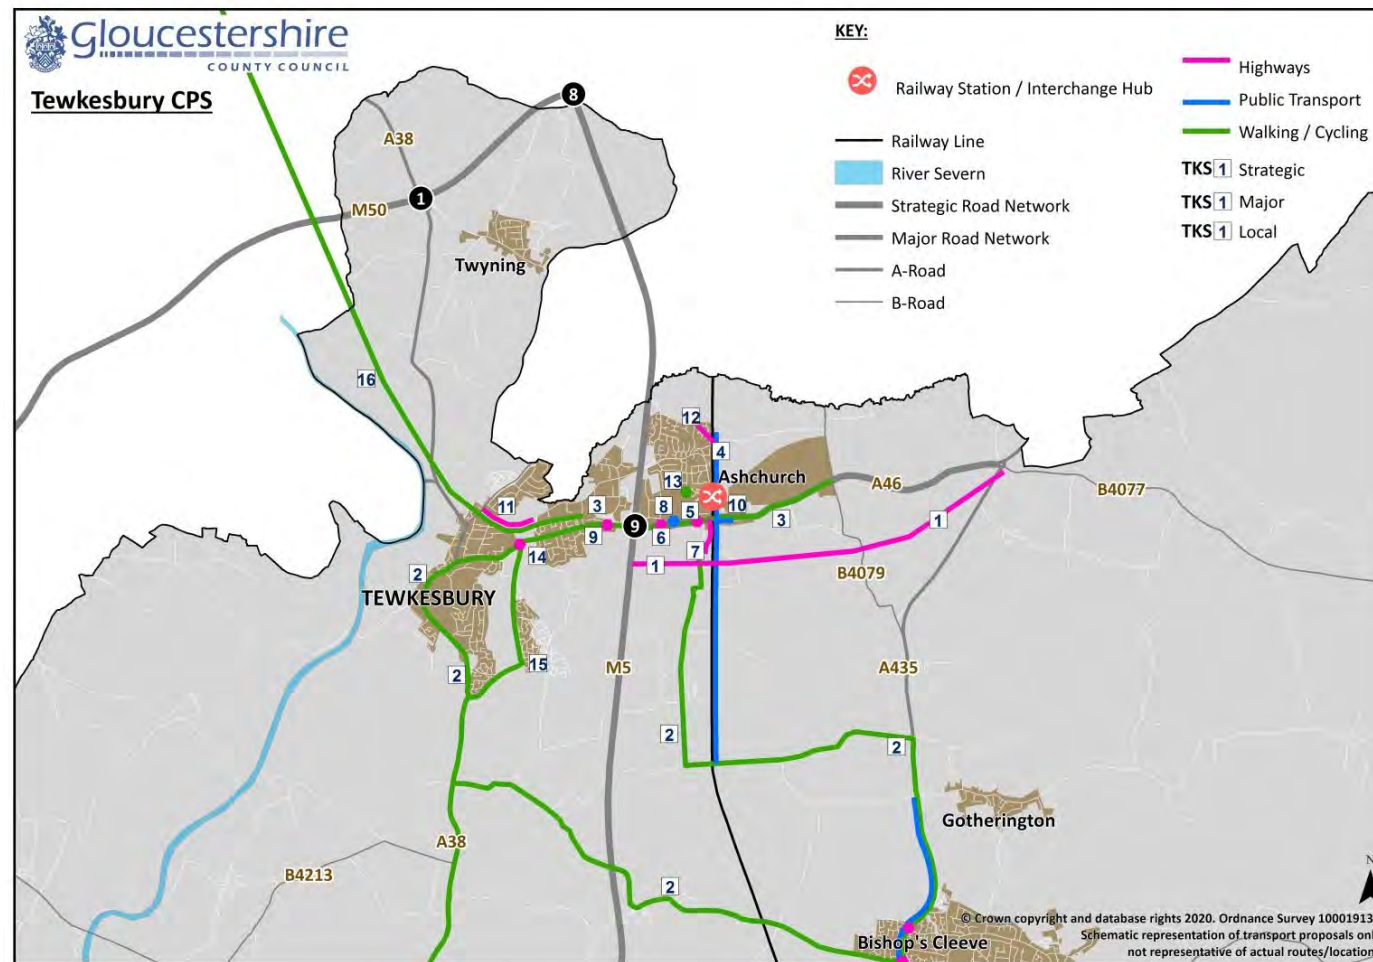 Gloucestershire
COUNTY COUNCIL
Tewkesbury CPS
KEY:
Railway Station / Interchange Hub
Railway Line
River Severn
Strategic Road Network
Major Road Network
A-Road
B-Road
Highways
Public Transport
Walking / Cycling
TKS 1 Strategic
TKS 1 Major
TKS 1 Local
8
A38
1
M50
Twyning
16
12
4
Ashchurch
13
A46
B4077
11
3
8
5
10
3
1
9
9
6
14
7
1
B4079
2
TEWKESBURY
15
2
M5
A435
2
2
Gotherington
A38
B4213
2
N
© Crown copyright and database rights 2020. Ordnance Survey 10001913
Schematic representation of transport proposals onl
not representative of actual routes/location
Bishop's Cleeve